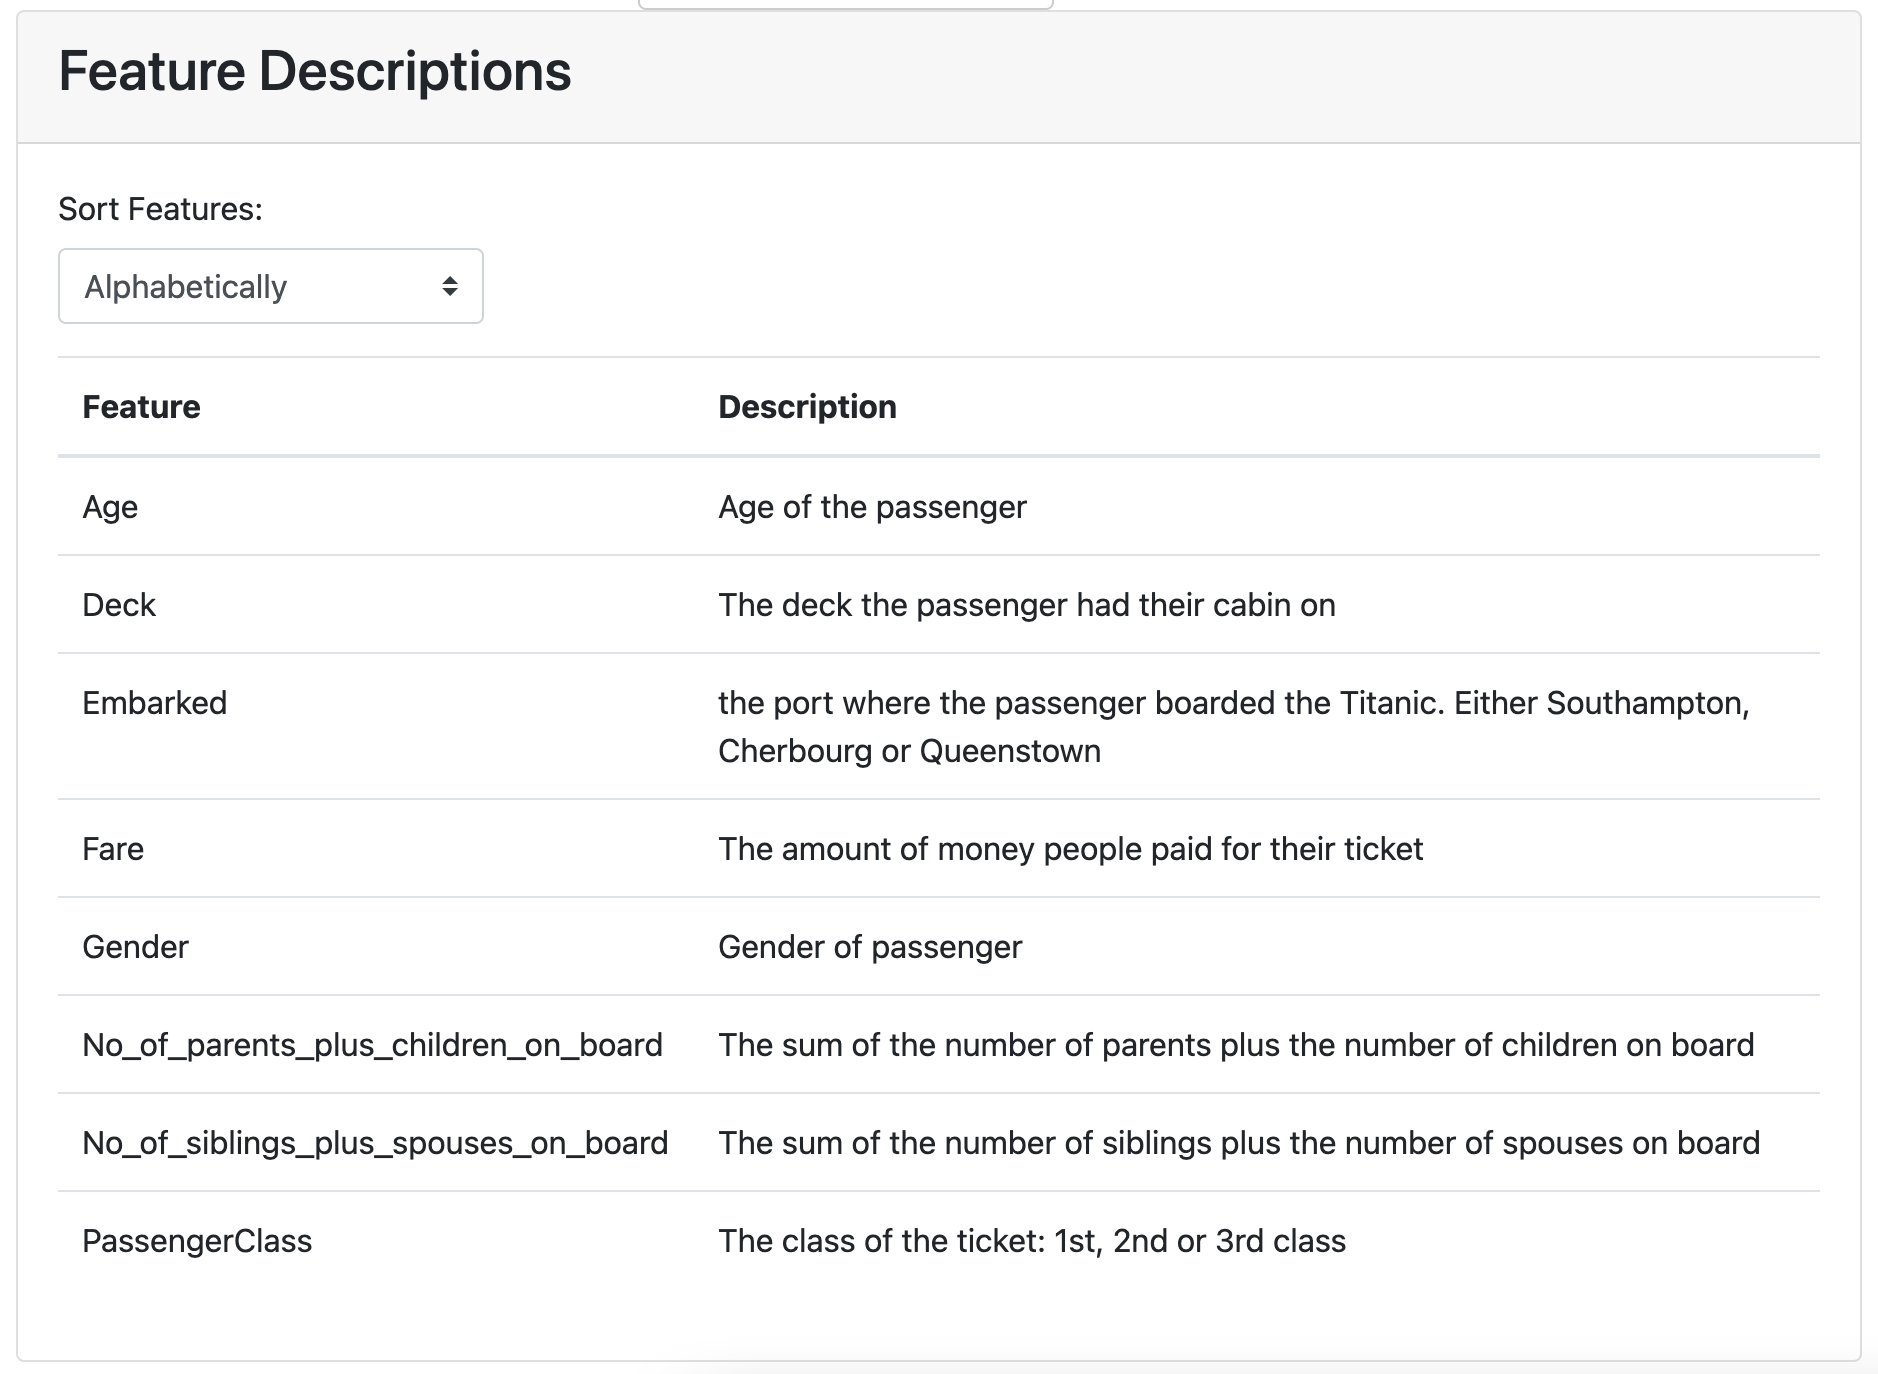 Feature Descriptions
Sort Features:
Alphabetically
Feature Description
Age Age of the passenger
Deck The deck the passenger had their cabin on
Embarked the port where the passenger boarded the Titanic. Either Southampton,
Cherbourg or Queenstown
Fare The amount of money people paid for their ticket
Gender Gender of passenger
No_of_parents_plus_children_on_board The sum of the number of parents plus the number of children on board
No_of_siblings_plus_spouses_on_board The sum of the number of siblings plus the number of spouses on board
PassengerClass The class of the ticket: 1st, 2nd or 3rd class